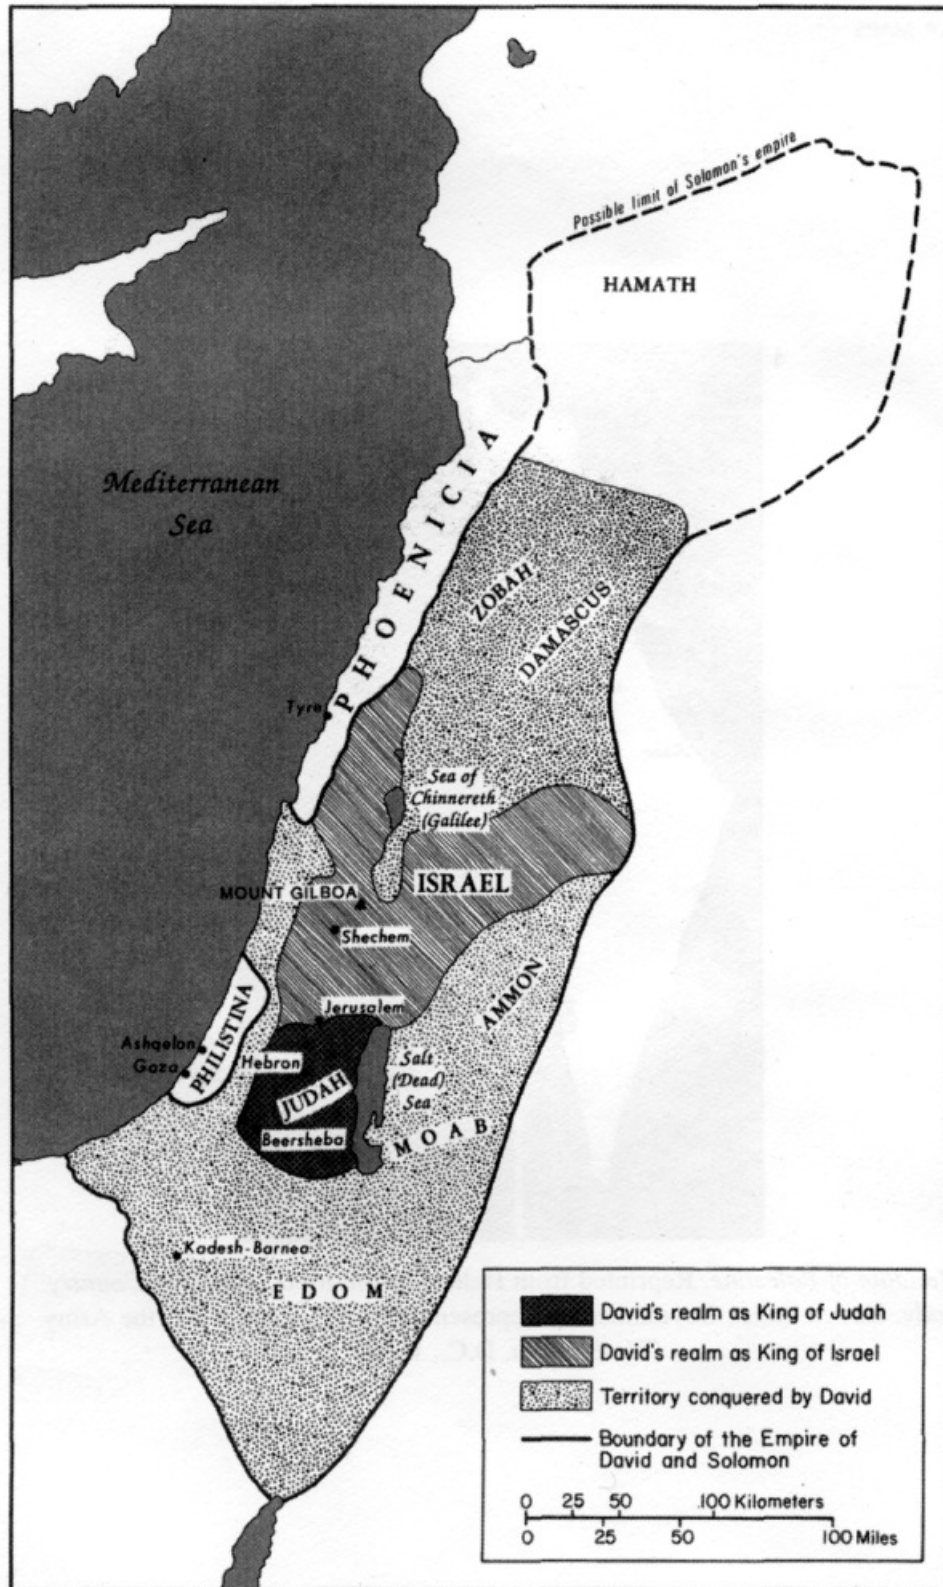 Possible limit of Solomon's empire
HAMATH
PHOENICIA
Mediterranean
Sea
ZOBAH
DAMASCUS
Tyre
Sea of
Chinnereth
(Galilee)
MOUNT GILBOA
ISRAEL
Shechem
AMMON
Jerusalem
PHILISTINA
Ashqelon
Gaza
Hebron
JUDAH
Salt
(Dead)
Sea
Beersheba
MOAB
Kadesh-Barnea
EDOM
David's realm as King of Judah
David's realm as King of Israel
Territory conquered by David
Boundary of the Empire of
David and Solomon
0 25 50 100 Kilometers
0 25 50 100 Miles